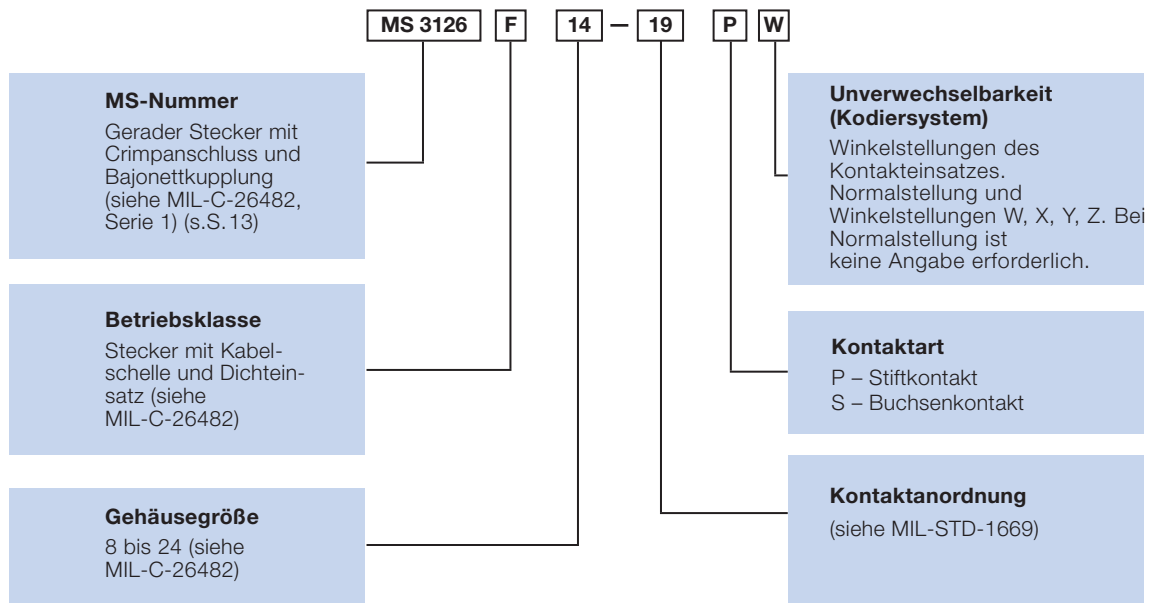 MS 3126 F 14 — 19 P W
MS-Nummer
Gerader Stecker mit
Crimpanschluss und
Bajonettkupplung
(siehe MIL-C-26482,
Serie 1) (s.S. 13)
Betriebsklasse
Stecker mit Kabel-
schelle und Dichtein-
satz (siehe
MIL-C-26482)
Gehäusegröße
8 bis 24 (siehe
MIL-C-26482)
Unverwechselbarkeit
(Kodiersystem)
Winkelstellungen des
Kontakteinsatzes.
Normalstellung und
Winkelstellungen W, X, Y, Z. Bei
Normalstellung ist
keine Angabe erforderlich.
Kontaktart
P – Stiftkontakt
S – Buchsenkontakt
Kontaktanordnung
(siehe MIL-STD-1669)